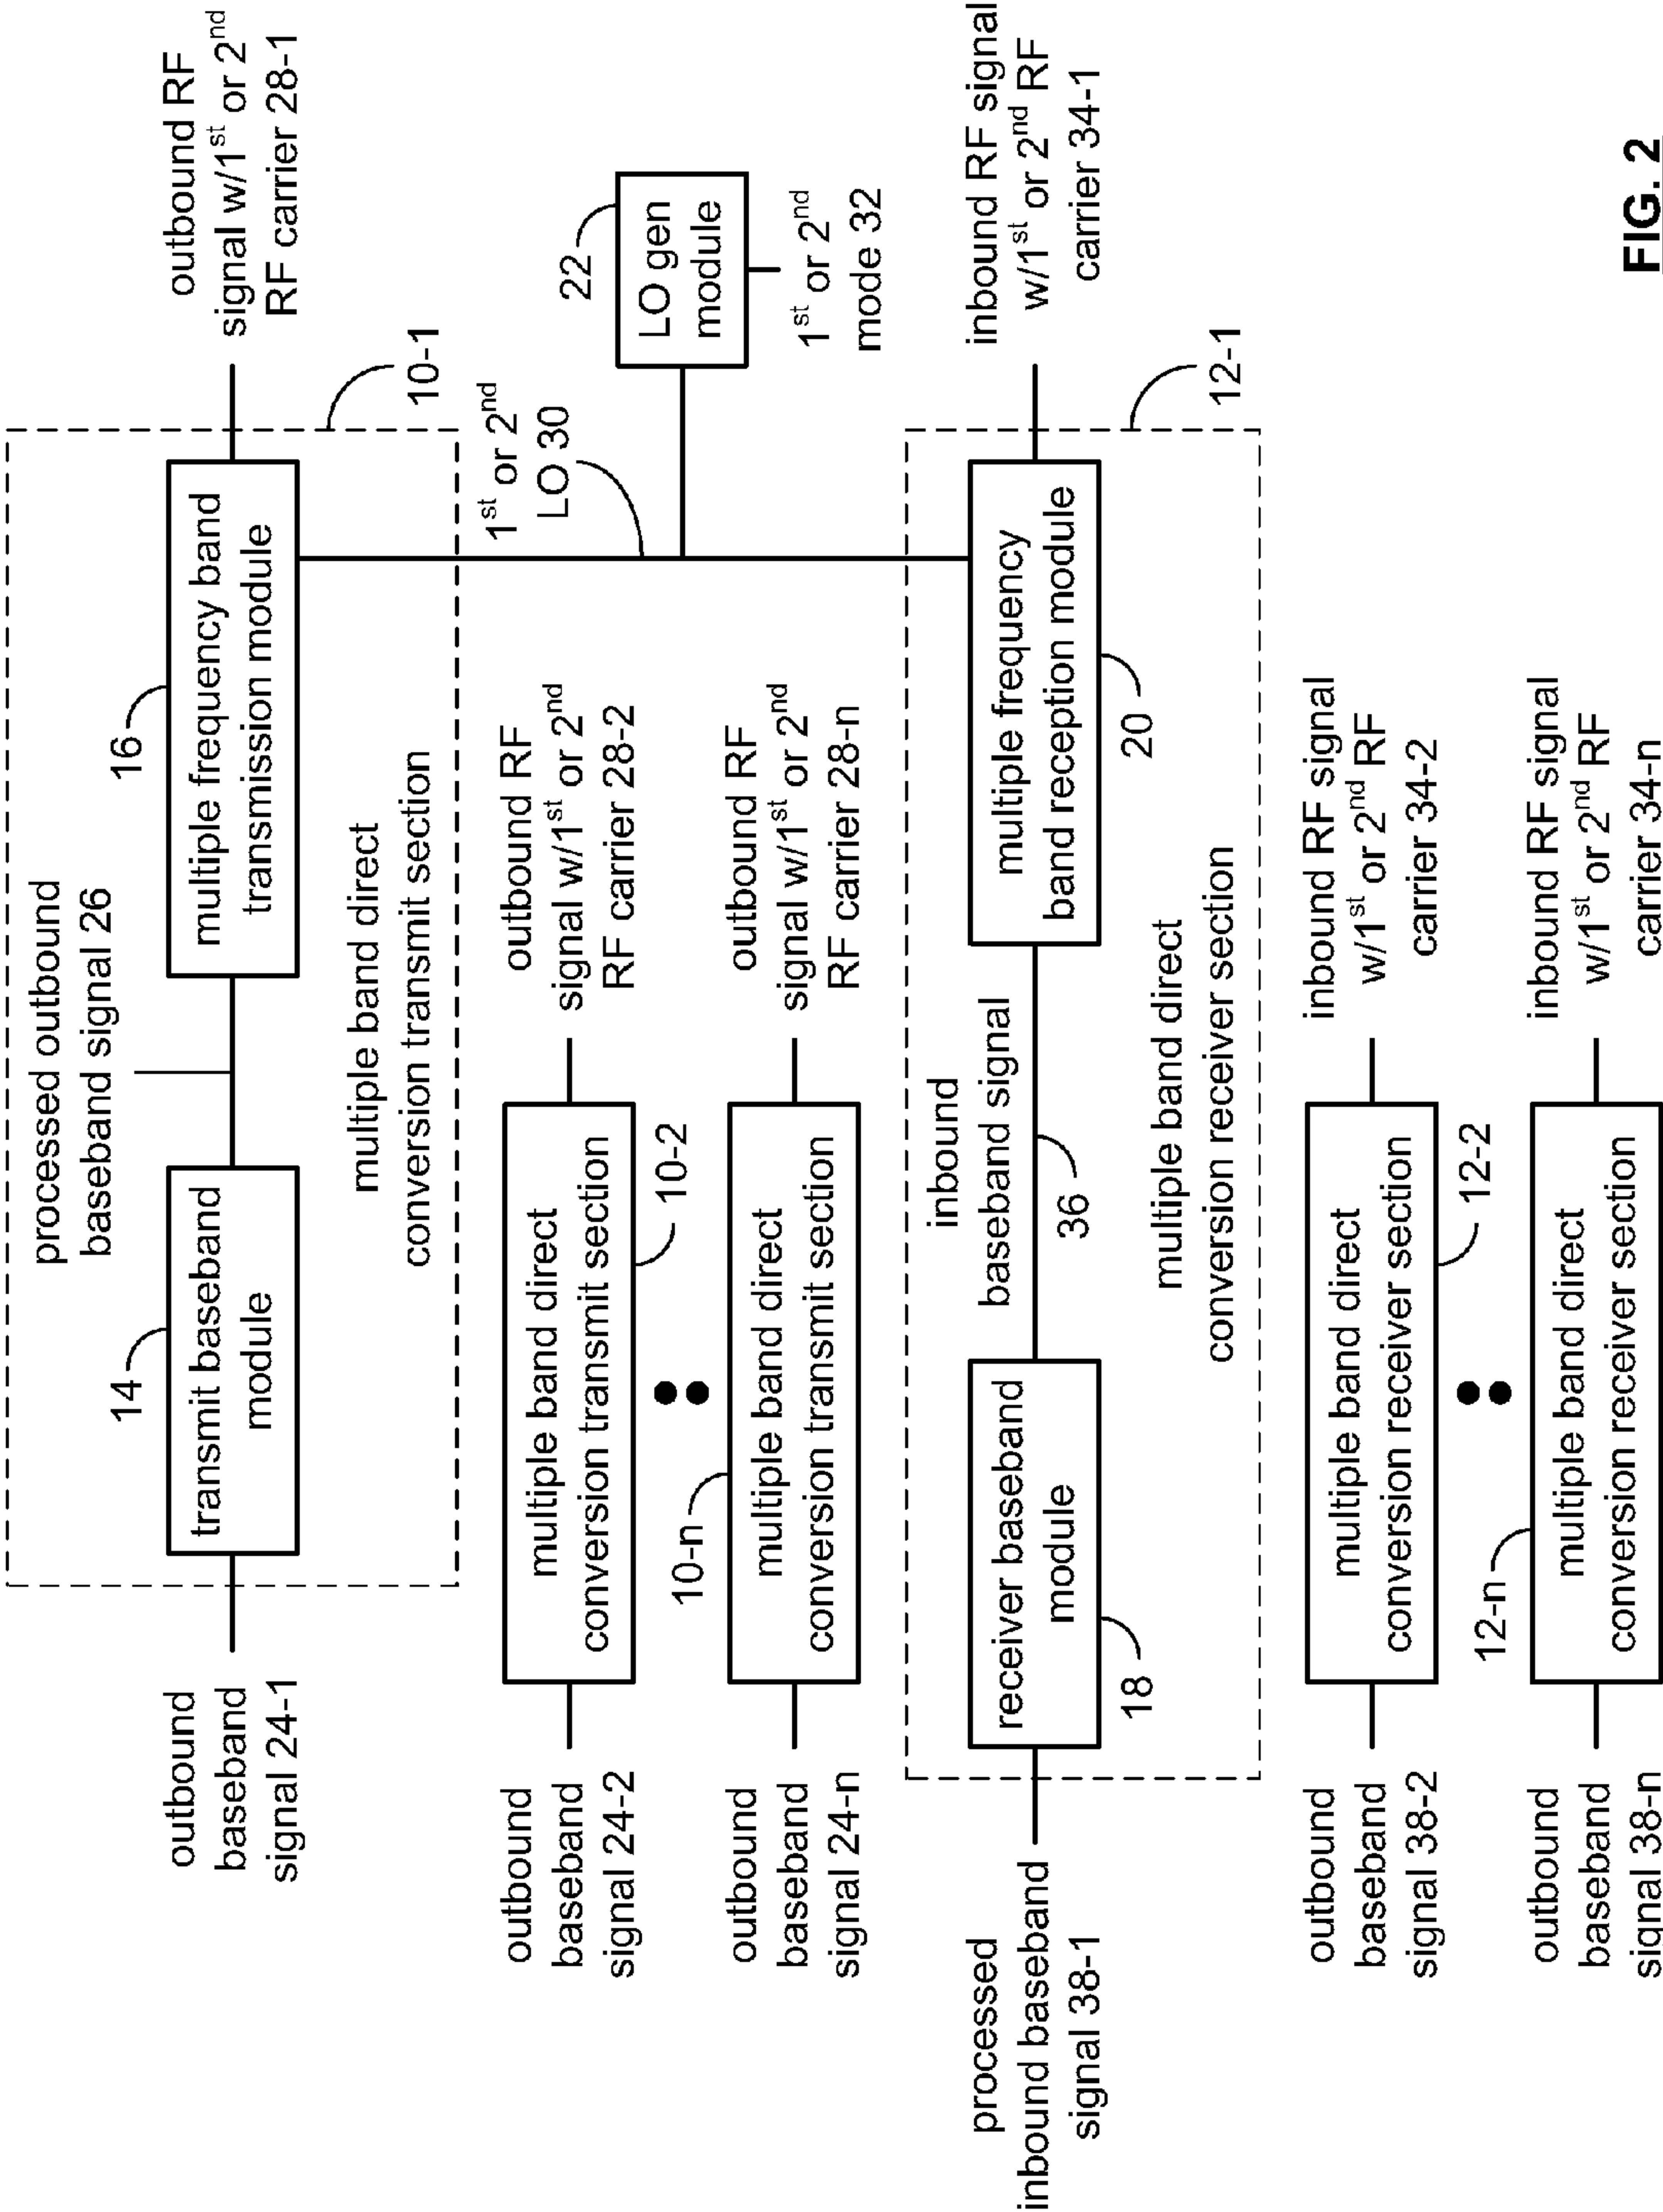 processed outbound
baseband signal 26
14
16
outbound
baseband
signal 24-1
transmit baseband
module
multiple frequency band
transmission module
outbound RF
signal w/1st or 2nd
RF carrier 28-1
multiple band direct
conversion transmit section
10-1
1st or 2nd
LO 30
22
LO gen
module
1st or 2nd
mode 32
outbound
baseband
signal 24-2
multiple band direct
conversion transmit section
10-2
outbound RF
signal w/1st or 2nd
RF carrier 28-2
10-n
outbound
baseband
signal 24-n
multiple band direct
conversion transmit section
outbound RF
signal w/1st or 2nd
RF carrier 28-n
processed
inbound baseband
signal 38-1
receiver baseband
module
18
inbound
baseband signal
36
multiple frequency
band reception module
20
inbound RF signal
w/1st or 2nd RF
carrier 34-1
12-1
multiple band direct
conversion receiver section
outbound
baseband
signal 38-2
multiple band direct
conversion receiver section
12-2
inbound RF signal
w/1st or 2nd RF
carrier 34-2
12-n
outbound
baseband
signal 38-n
multiple band direct
conversion receiver section
inbound RF signal
w/1st or 2nd RF
carrier 34-n
FIG. 2